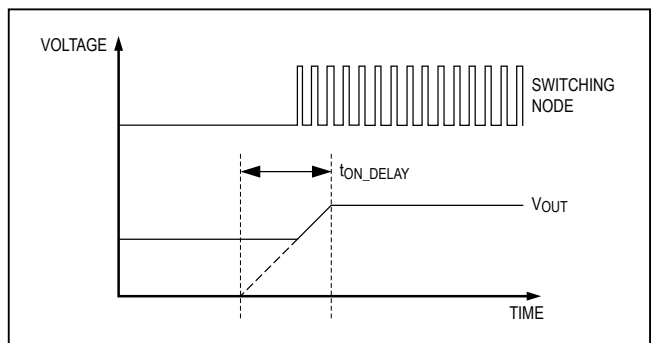 VOLTAGE
SWITCHING
NODE
tON_DELAY
VOUT
TIME